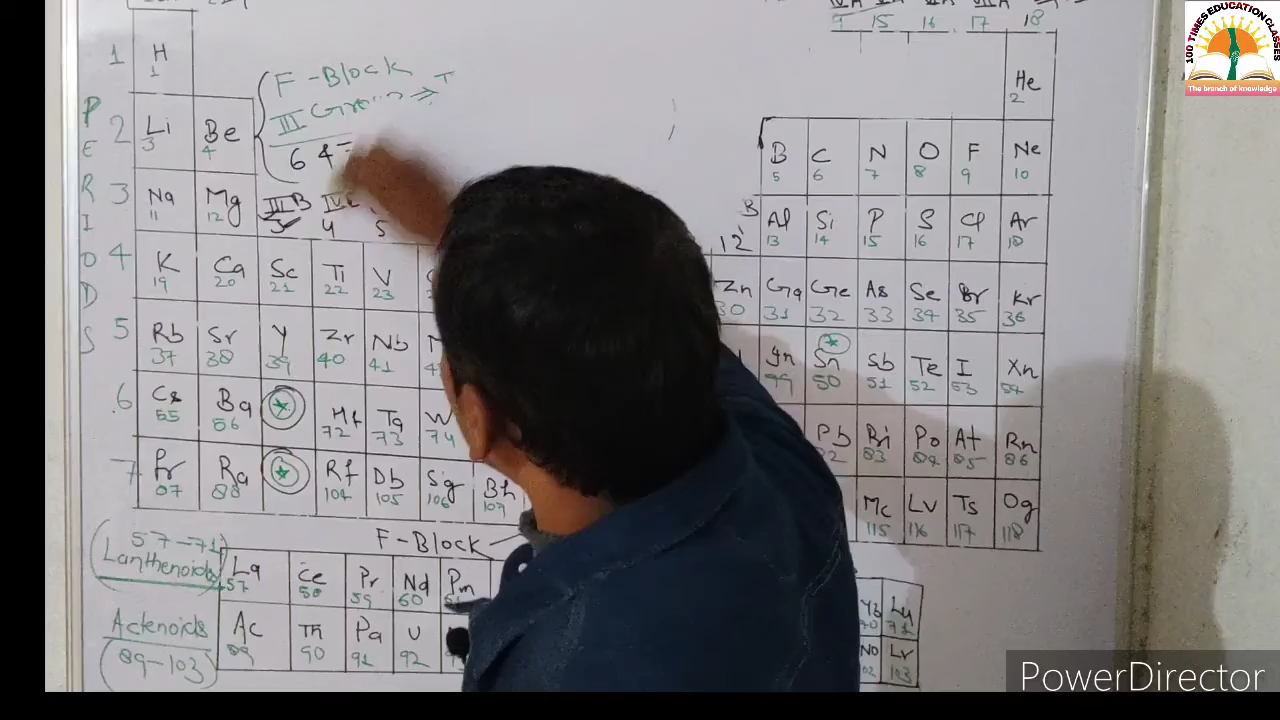 100 TIMES EDUCATION CLASSES
The branch of knowledge
15 16 17 18
PERIODS
1 H 1 He 2
F-Block
III Group
2 Li 3 Be 4 B 5 C 6 N 7 O 8 F 9 Ne 10
64
3 Na 11 Mg 12 III B 3 4 5 12 Al 13 Si 14 P 15 S 16 Cl 17 Ar 18
4 K 19 Ca 20 Sc 21 Ti 22 V 23 Zn 30 Ga 31 Ge 32 As 33 Se 34 Br 35 Kr 36
5 Rb 37 Sr 38 Y 39 Zr 40 Nb 41 Sn 50 Sb 51 Te 52 I 53 Xn 54
6 Cs 55 Ba 56 Hf 72 Ta 73 W 74 Pb Bi 83 Po 84 At 85 Rn 86
7 Fr 87 Ra 88 Rf 104 Db 105 Sg 106 Bh 107 Mc 115 Lv 116 Ts 117 Og 118
F-Block
57-71
Lanthenoids La 57 Ce 58 Pr 59 Nd 60 Pm Yb 70 Lu 71
Actenoids Ac 89 Th 90 Pa 91 U 92 No Lr 103
(89-103)
PowerDirector